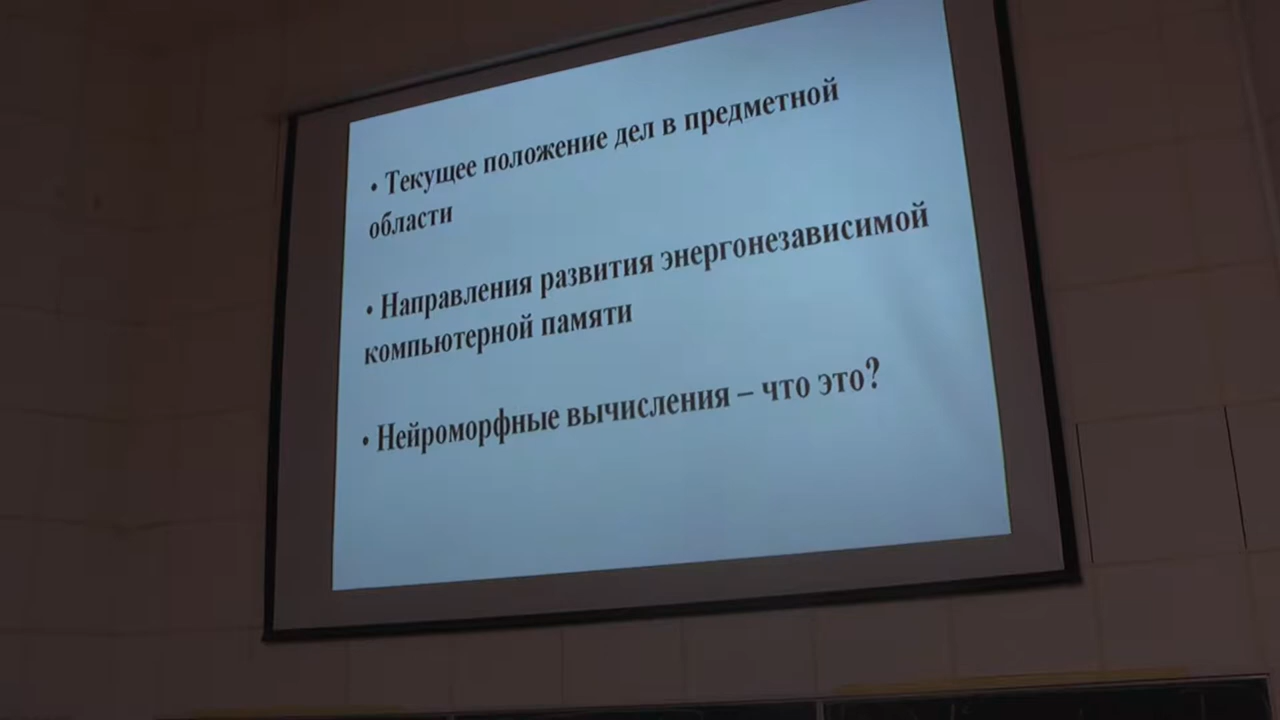 • Текущее положение дел в предметной
области
• Направления развития энергонезависимой
компьютерной памяти
• Нейроморфные вычисления – что это?